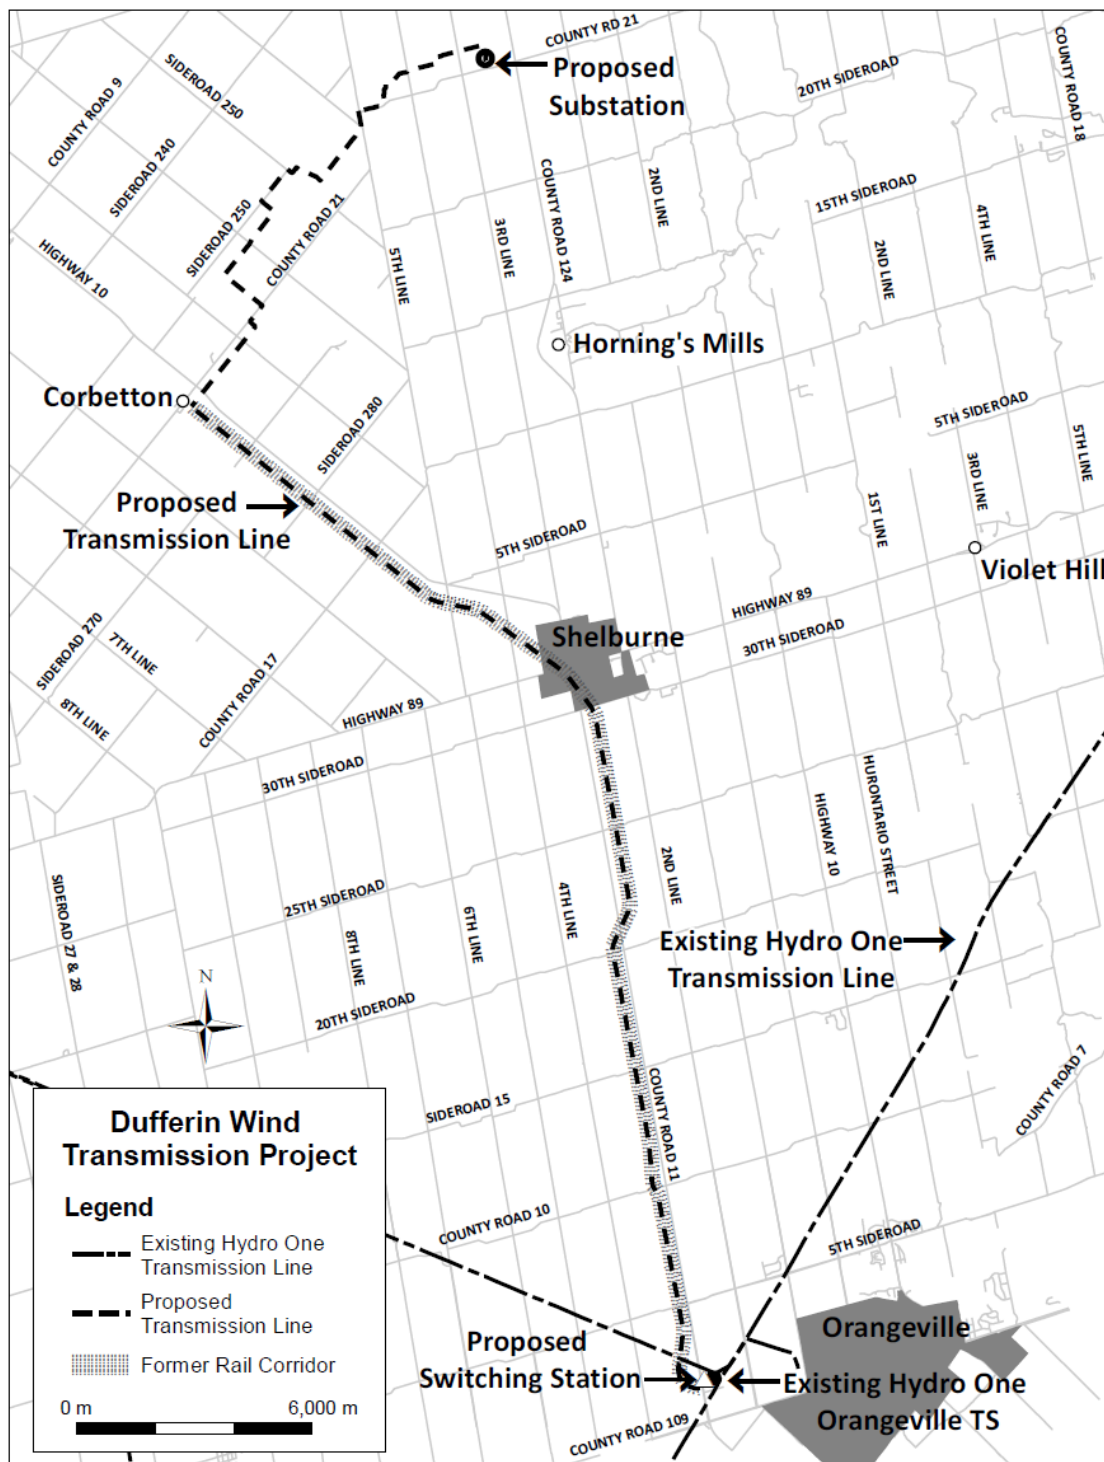 COUNTY RD 21
Proposed
Substation
20TH SIDEROAD
COUNTY ROAD 18
COUNTY ROAD 9
SIDEROAD 250
SIDEROAD 240
SIDEROAD 250
COUNTY ROAD 21
HIGHWAY 10
5TH LINE
3RD LINE
COUNTY ROAD 124
2ND LINE
15TH SIDEROAD
2ND LINE
4TH LINE
Horning's Mills
Corbetton
SIDEROAD 280
5TH SIDEROAD
3RD LINE
5TH LINE
Proposed
Transmission Line
5TH SIDEROAD
1ST LINE
Violet Hill
HIGHWAY 89
30TH SIDEROAD
Shelburne
SIDEROAD 270
7TH LINE
8TH LINE
COUNTY ROAD 17
HIGHWAY 89
30TH SIDEROAD
HIGHWAY 10
HURONTARIO STREET
2ND LINE
SIDEROAD 27 & 28
25TH SIDEROAD
8TH LINE
6TH LINE
4TH LINE
Existing Hydro One
Transmission Line
N
20TH SIDEROAD
COUNTY ROAD 7
SIDEROAD 15
COUNTY ROAD 11
COUNTY ROAD 10
5TH SIDEROAD
Orangeville
Proposed
Switching Station
Existing Hydro One
Orangeville TS
COUNTY ROAD 109
Dufferin Wind
Transmission Project
Legend
Existing Hydro One
Transmission Line
Proposed
Transmission Line
Former Rail Corridor
0 m 6,000 m